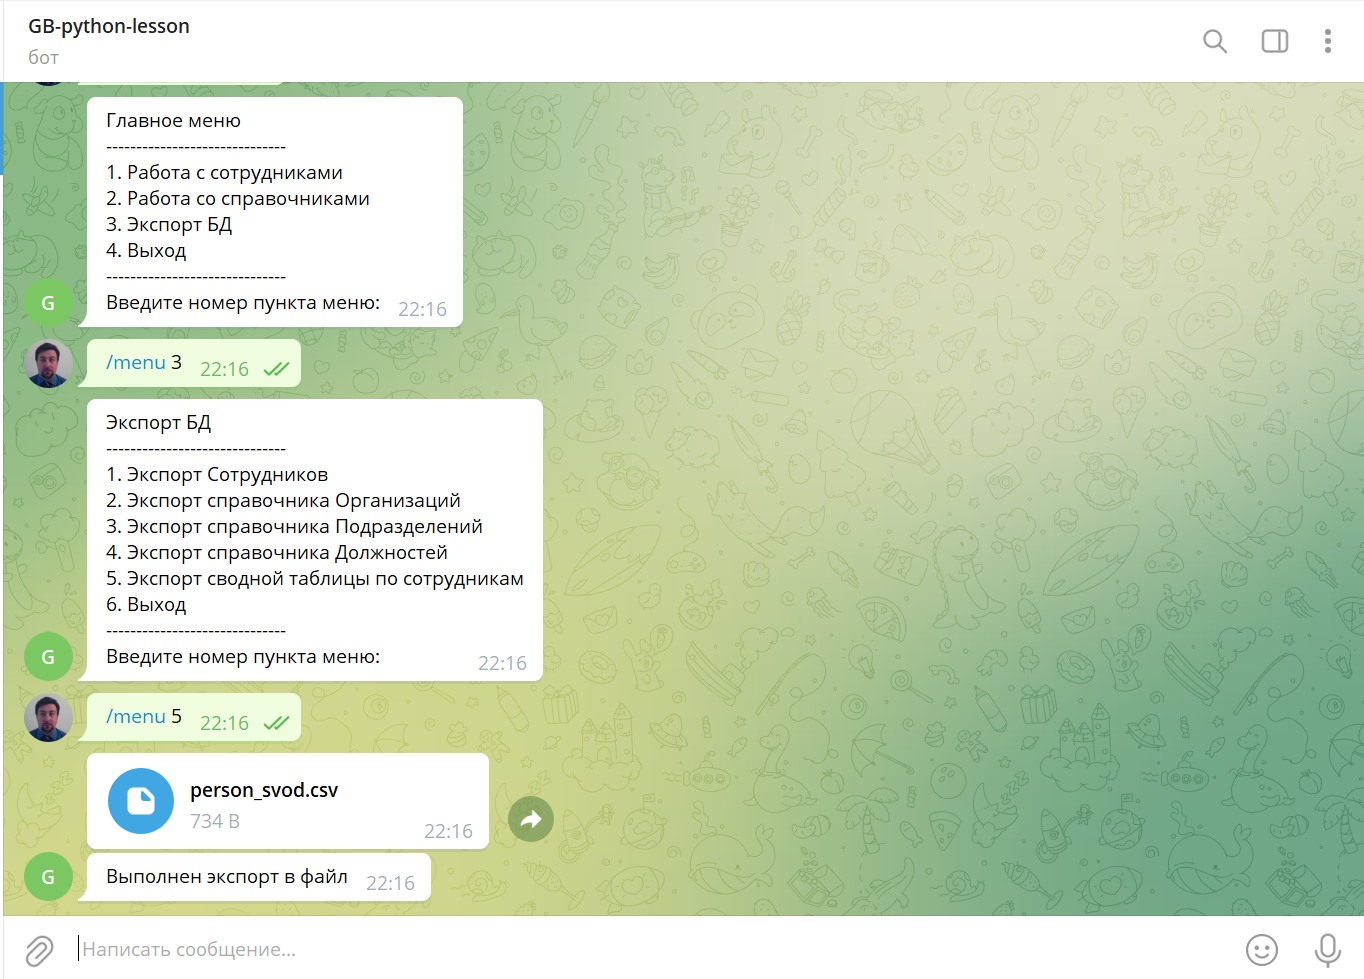 GB-python-lesson
бот
Главное меню
------------------------------
1. Работа с сотрудниками
2. Работа со справочниками
3. Экспорт БД
4. Выход
------------------------------
Введите номер пункта меню: 22:16
G
/menu 3 22:16
Экспорт БД
------------------------------
1. Экспорт Сотрудников
2. Экспорт справочника Организаций
3. Экспорт справочника Подразделений
4. Экспорт справочника Должностей
5. Экспорт сводной таблицы по сотрудникам
6. Выход
------------------------------
Введите номер пункта меню: 22:16
G
/menu 5 22:16
person_svod.csv
734 B
22:16
G
Выполнен экспорт в файл 22:16
Написать сообщение...